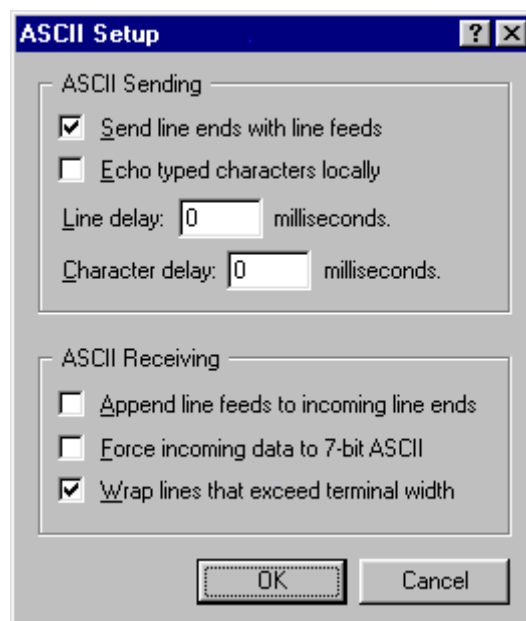 ASCII Setup
ASCII Sending
Send line ends with line feeds
Echo typed characters locally
Line delay: 0 milliseconds.
Character delay: 0 milliseconds.
ASCII Receiving
Append line feeds to incoming line ends
Force incoming data to 7-bit ASCII
Wrap lines that exceed terminal width
OK Cancel